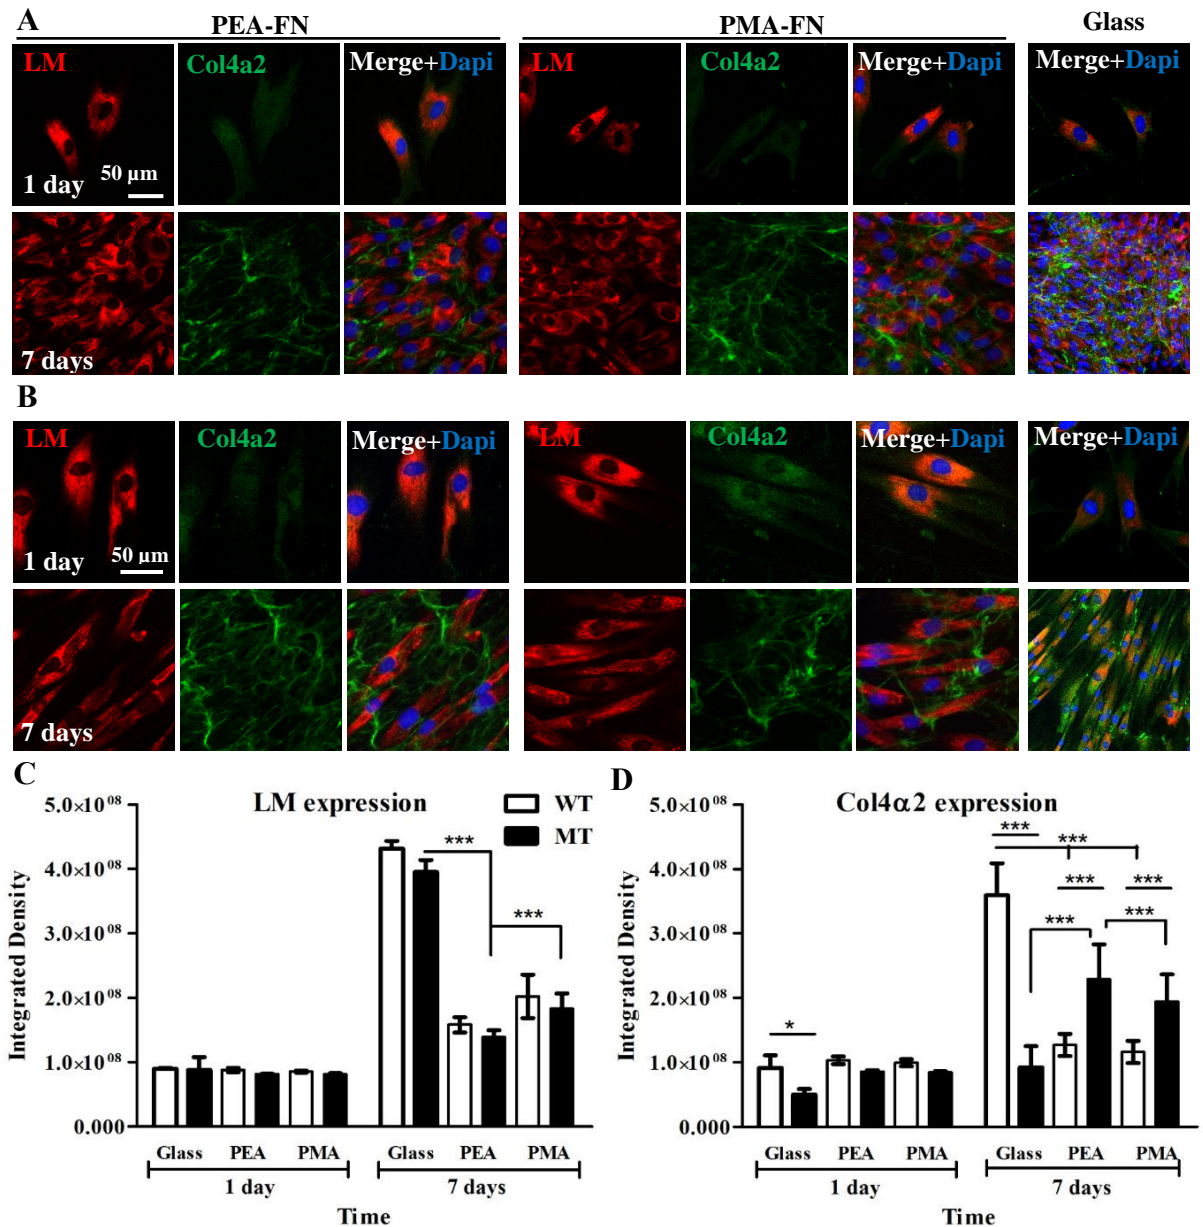 A
PEA-FN
PMA-FN
Glass
LM
Col4a2
Merge+Dapi
LM
Col4a2
Merge+Dapi
Merge+Dapi
1 day
50 µm
7 days
B
LM
Col4a2
Merge+Dapi
LM
Col4a2
Merge+Dapi
Merge+Dapi
1 day
50 µm
7 days
C
LM expression
WT
MT
5.0×10⁰⁸
4.0×10⁰⁸
3.0×10⁰⁸
2.0×10⁰⁸
1.0×10⁰⁸
0.000
Integrated Density
***
***
Glass PEA PMA Glass PEA PMA
1 day 7 days
Time
D
Col4α2 expression
5.0×10⁰⁸
4.0×10⁰⁸
3.0×10⁰⁸
2.0×10⁰⁸
1.0×10⁰⁸
0.000
Integrated Density
*
***
***
***
***
***
***
Glass PEA PMA Glass PEA PMA
1 day 7 days
Time